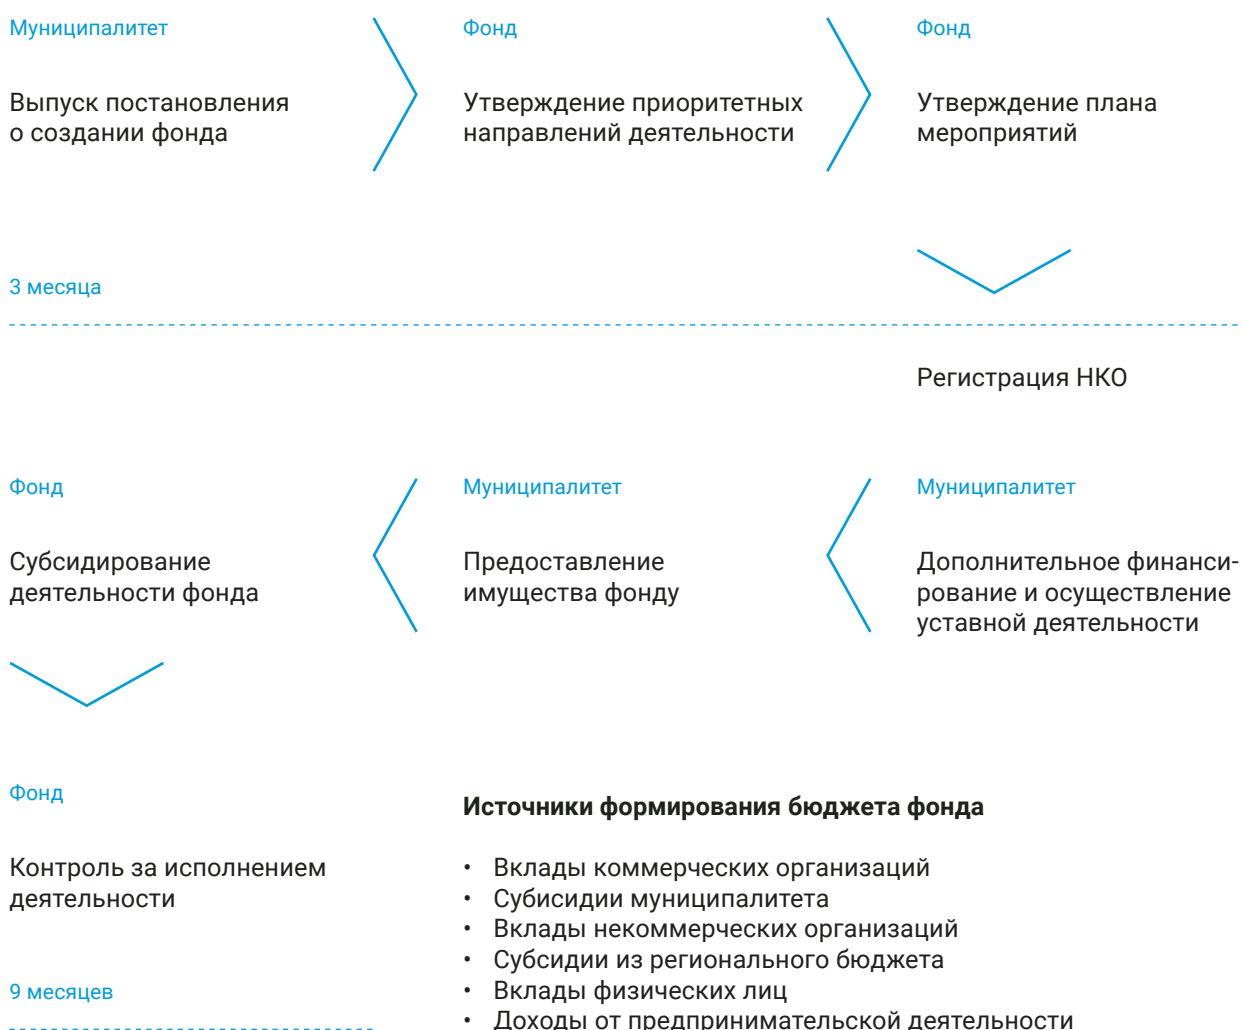 Муниципалитет
Выпуск постановления
о создании фонда
Фонд
Утверждение приоритетных
направлений деятельности
Фонд
Утверждение плана
мероприятий
3 месяца
Регистрация НКО
Муниципалитет
Дополнительное финанси-
рование и осуществление
уставной деятельности
Муниципалитет
Предоставление
имущества фонду
Фонд
Субсидирование
деятельности фонда
Фонд
Контроль за исполнением
деятельности
9 месяцев
Источники формирования бюджета фонда
• Вклады коммерческих организаций
• Субисидии муниципалитета
• Вклады некоммерческих организаций
• Субсидии из регионального бюджета
• Вклады физических лиц
• Доходы от предпринимательской деятельности